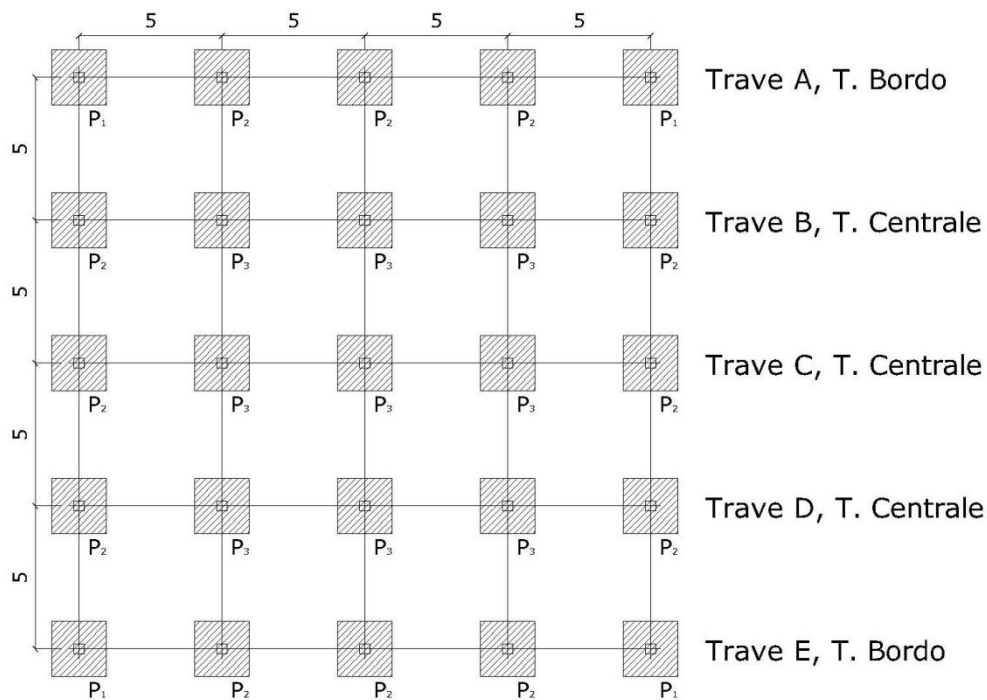 5 5 5 5
Trave A, T. Bordo
P₁ P₂ P₂ P₂ P₁
5
Trave B, T. Centrale
P₂ P₃ P₃ P₃ P₂
5
Trave C, T. Centrale
P₂ P₃ P₃ P₃ P₂
5
Trave D, T. Centrale
P₂ P₃ P₃ P₃ P₂
5
Trave E, T. Bordo
P₁ P₂ P₂ P₂ P₁